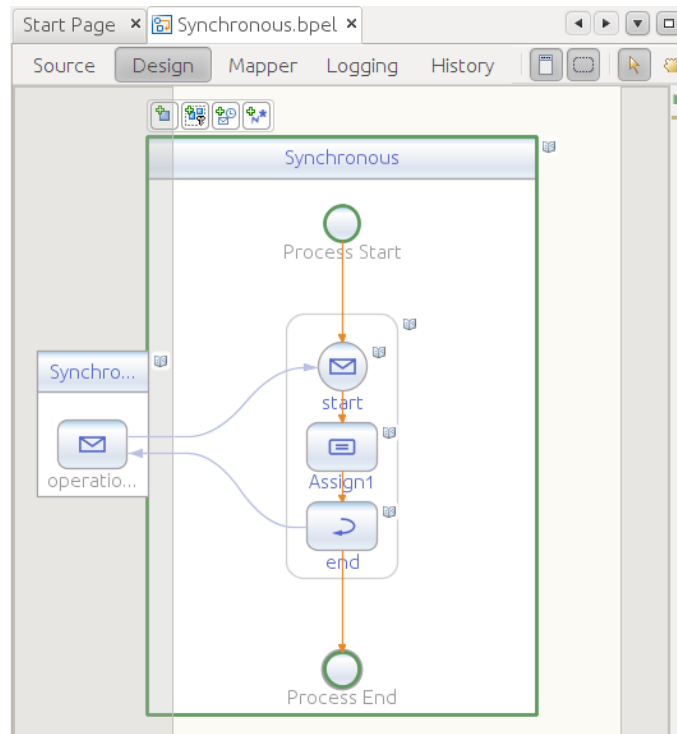 Start Page
Synchronous.bpel
Source Design Mapper Logging History
Synchronous
Process Start
Synchro...
start
operatio...
Assign1
end
Process End